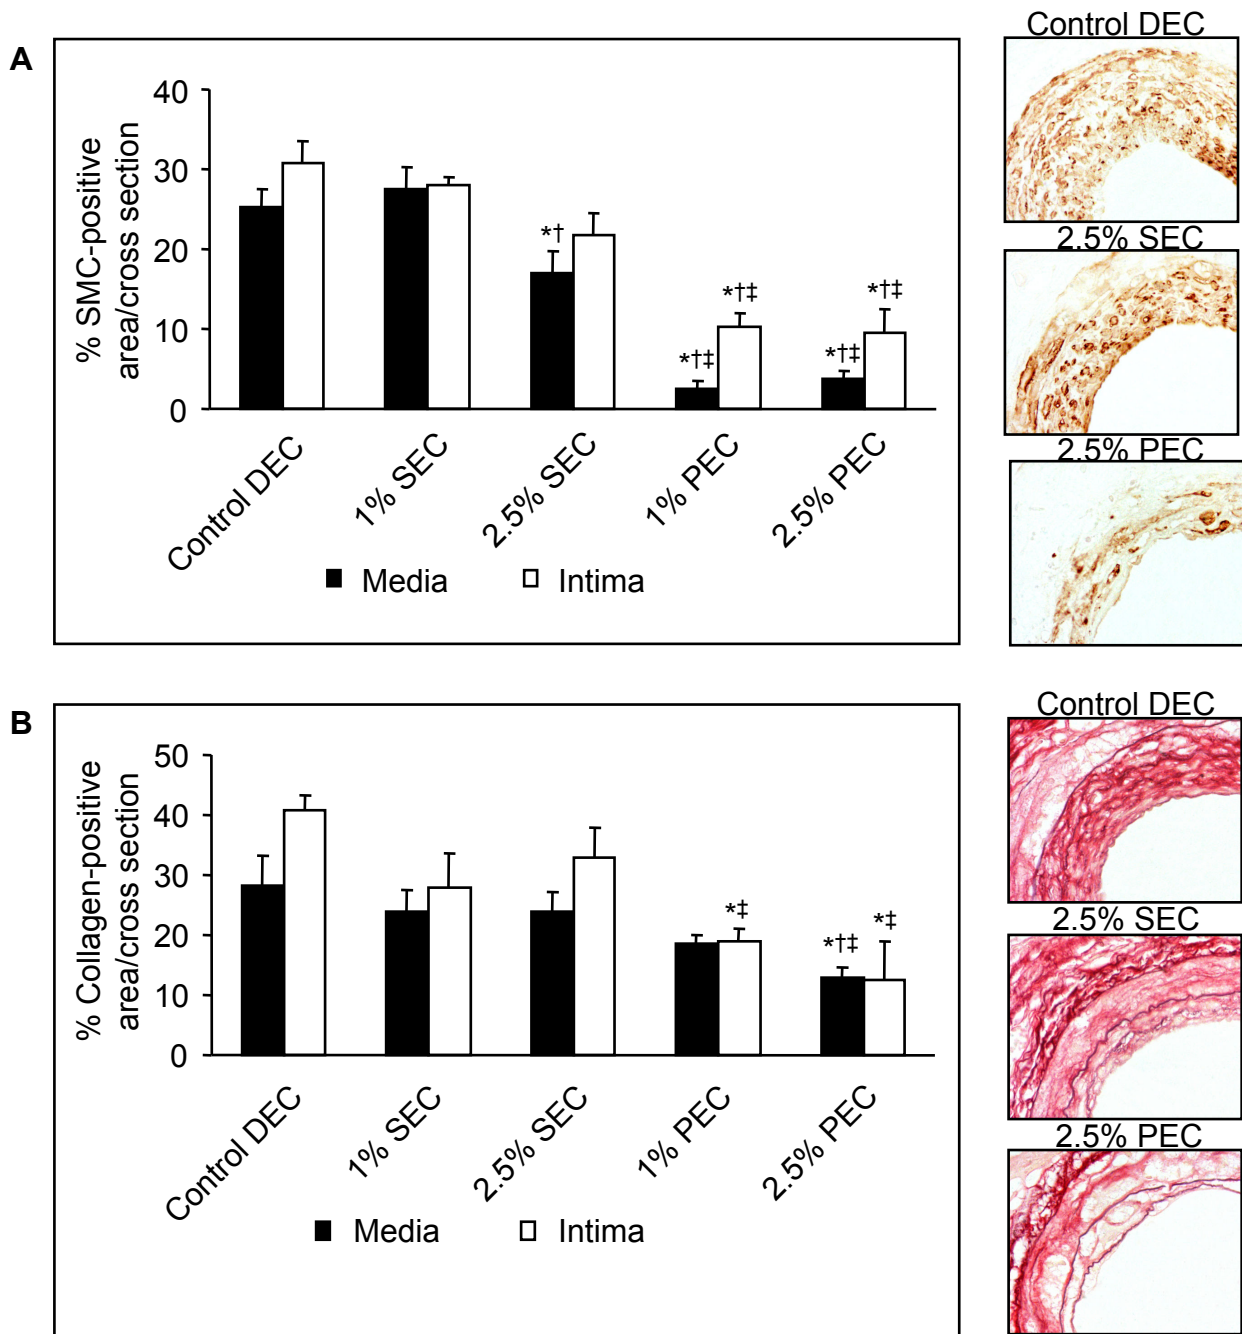 A
% SMC-positive
area/cross section
40
30
20
10
0
*†
*†‡
*†‡
*†‡
*†‡
Control DEC
1% SEC
2.5% SEC
1% PEC
2.5% PEC
Media
Intima
Control DEC
2.5% SEC
2.5% PEC
B
% Collagen-positive
area/cross section
50
40
30
20
10
0
*‡
*†‡
*‡
Control DEC
1% SEC
2.5% SEC
1% PEC
2.5% PEC
Media
Intima
Control DEC
2.5% SEC
2.5% PEC